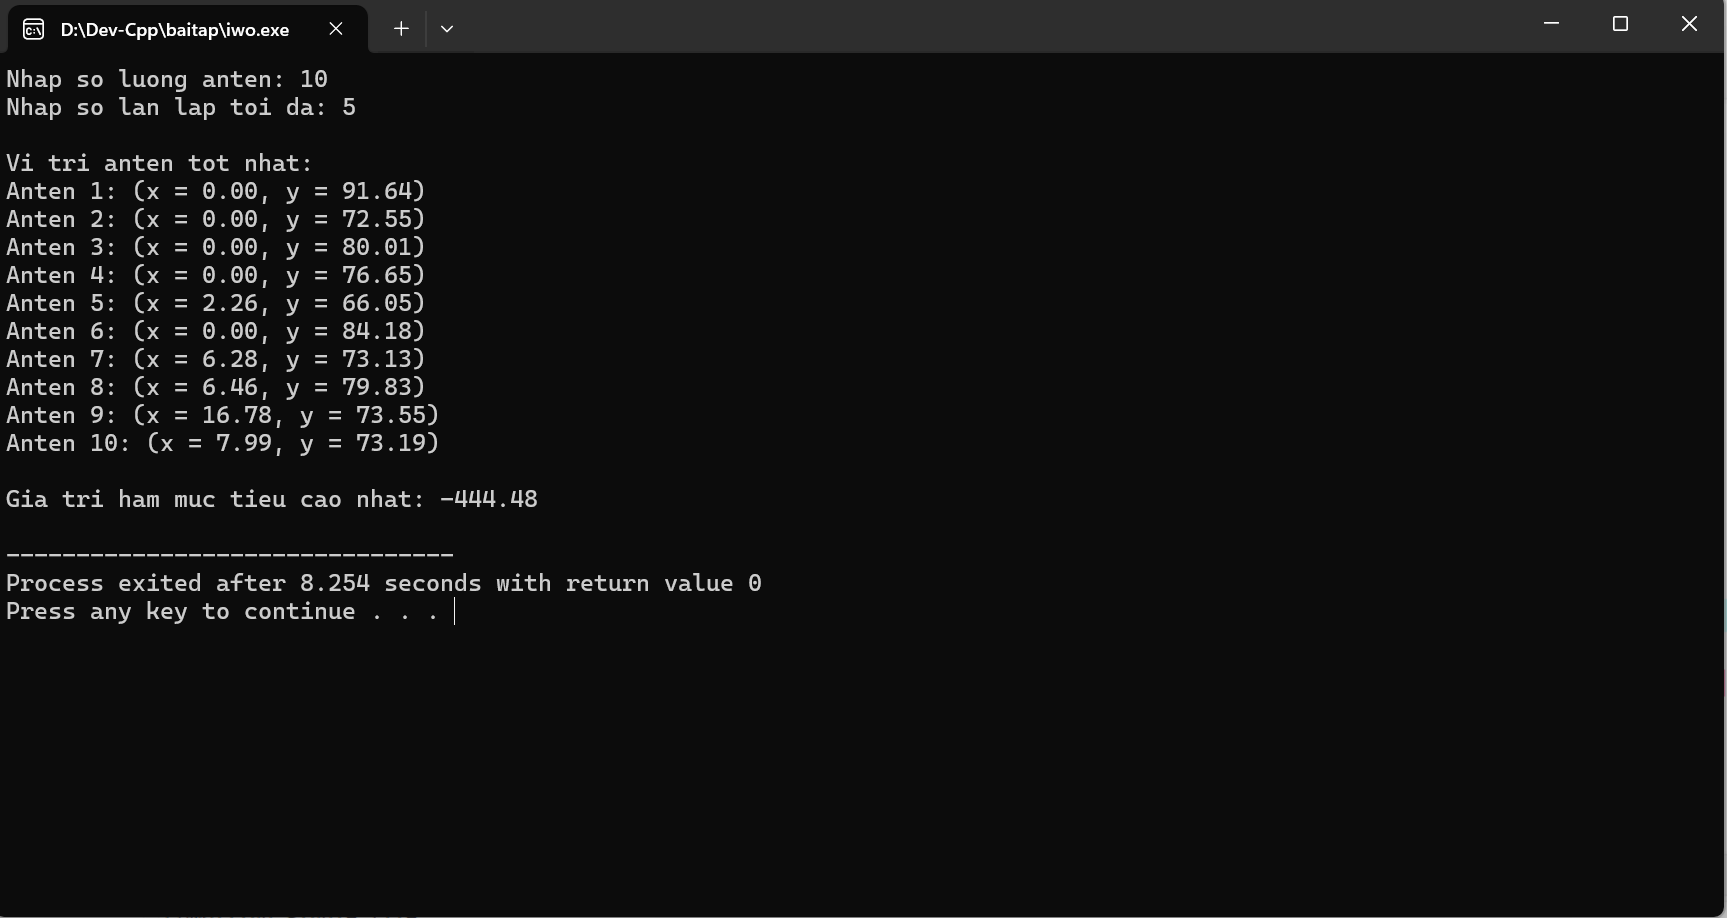 D:\Dev-Cpp\baitap\iwo.exe
Nhap so luong anten: 10
Nhap so lan lap toi da: 5
Vi tri anten tot nhat:
Anten 1: (x = 0.00, y = 91.64)
Anten 2: (x = 0.00, y = 72.55)
Anten 3: (x = 0.00, y = 80.01)
Anten 4: (x = 0.00, y = 76.65)
Anten 5: (x = 2.26, y = 66.05)
Anten 6: (x = 0.00, y = 84.18)
Anten 7: (x = 6.28, y = 73.13)
Anten 8: (x = 6.46, y = 79.83)
Anten 9: (x = 16.78, y = 73.55)
Anten 10: (x = 7.99, y = 73.19)
Gia tri ham muc tieu cao nhat: -444.48
--------------------------------
Process exited after 8.254 seconds with return value 0
Press any key to continue . . .